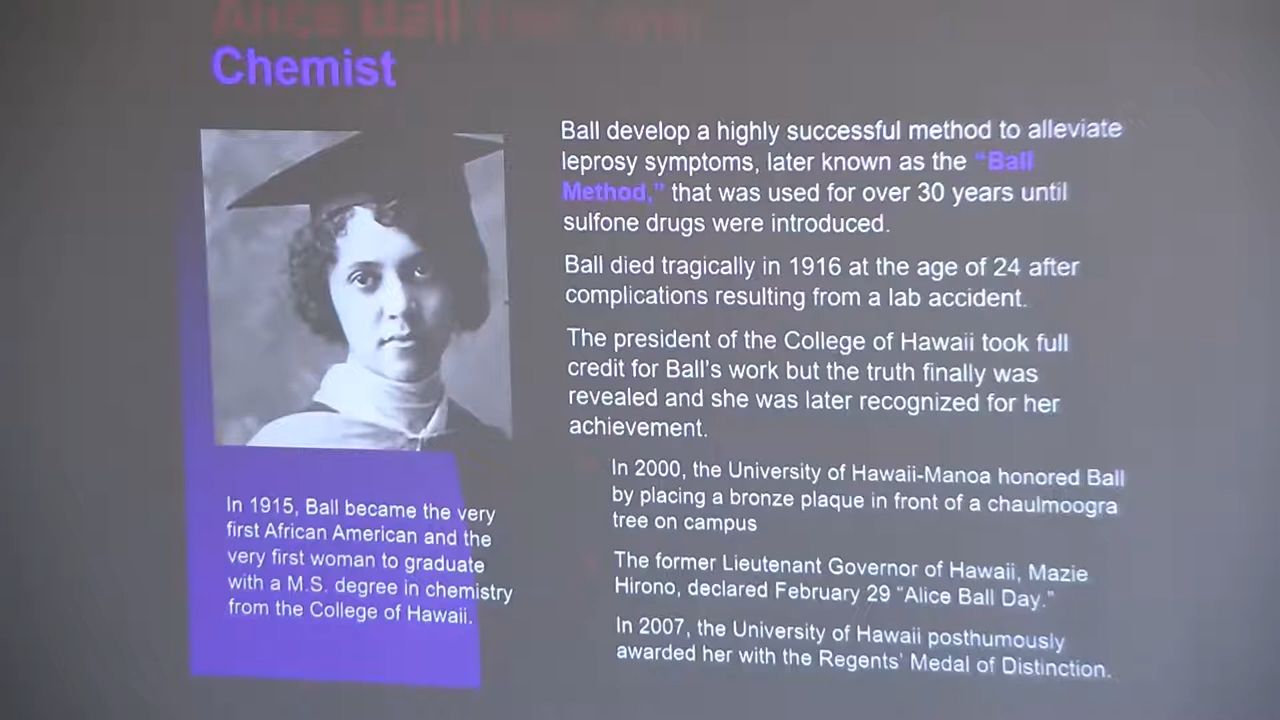 Alice Ball
Chemist
Ball develop a highly successful method to alleviate
leprosy symptoms, later known as the “Ball
Method,” that was used for over 30 years until
sulfone drugs were introduced.
Ball died tragically in 1916 at the age of 24 after
complications resulting from a lab accident.
The president of the College of Hawaii took full
credit for Ball's work but the truth finally was
revealed and she was later recognized for her
achievement.
In 2000, the University of Hawaii-Manoa honored Ball
by placing a bronze plaque in front of a chaulmoogra
tree on campus
The former Lieutenant Governor of Hawaii, Mazie
Hirono, declared February 29 “Alice Ball Day.”
In 2007, the University of Hawaii posthumously
awarded her with the Regents' Medal of Distinction.
In 1915, Ball became the very
first African American and the
very first woman to graduate
with a M.S. degree in chemistry
from the College of Hawaii.